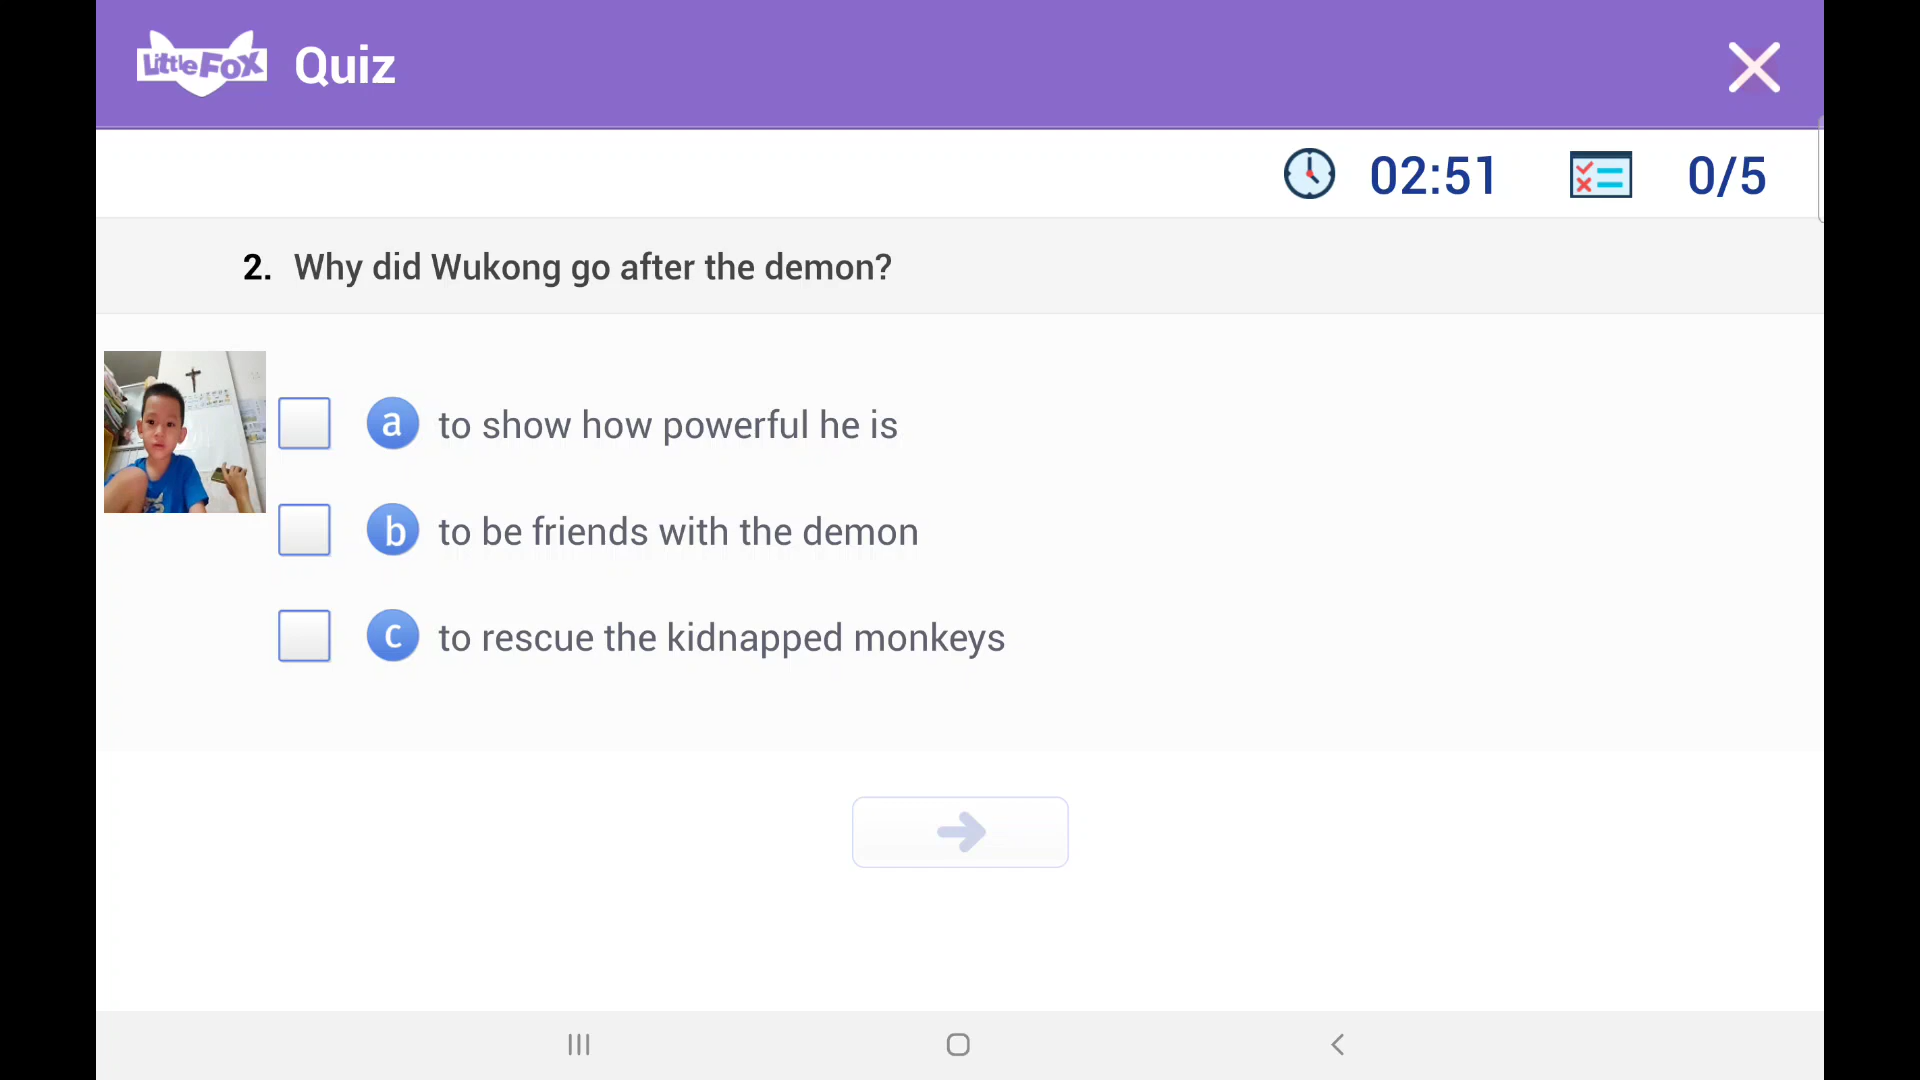 Little Fox Quiz
02:51 0/5
2. Why did Wukong go after the demon?
a to show how powerful he is
b to be friends with the demon
c to rescue the kidnapped monkeys